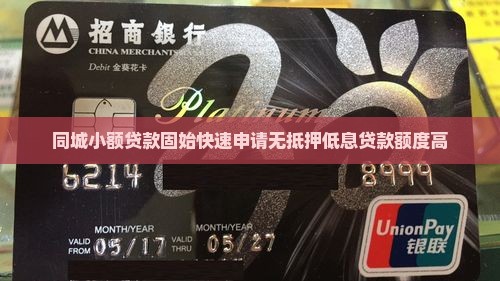 招商銀行
CHINA MERCHANTS BANK
Debit 金葵花卡
Platinum
同城小额贷款固始快速申请无抵押低息贷款额度高
6214 8999
MONTH/YEAR MONTH/YEAR
VALID FROM 05/17 VALID THRU 05/27
UnionPay
银联